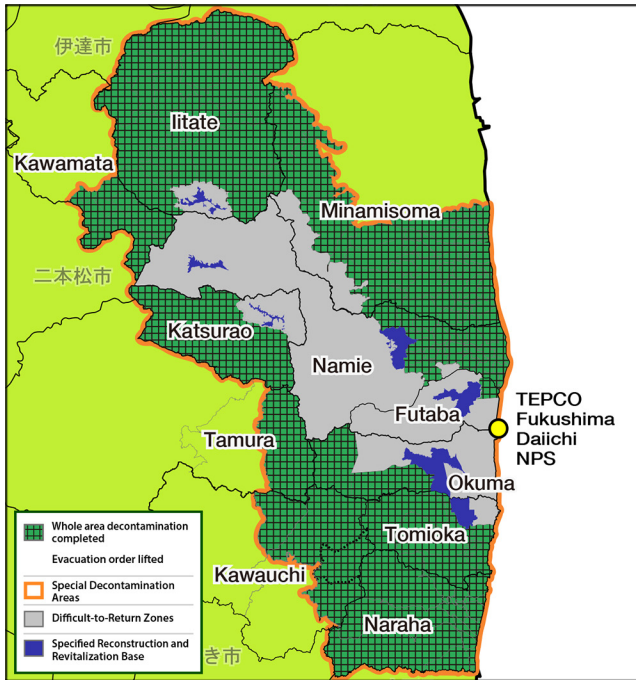 伊達市
Iitate
Kawamata
Minamisoma
二本松市
Katsurao
Namie
Futaba
TEPCO
Fukushima
Daiichi
NPS
Tamura
Okuma
Tomioka
Kawauchi
Naraha
き市
Whole area decontamination
completed
Evacuation order lifted
Special Decontamination
Areas
Difficult-to-Return Zones
Specified Reconstruction and
Revitalization Base